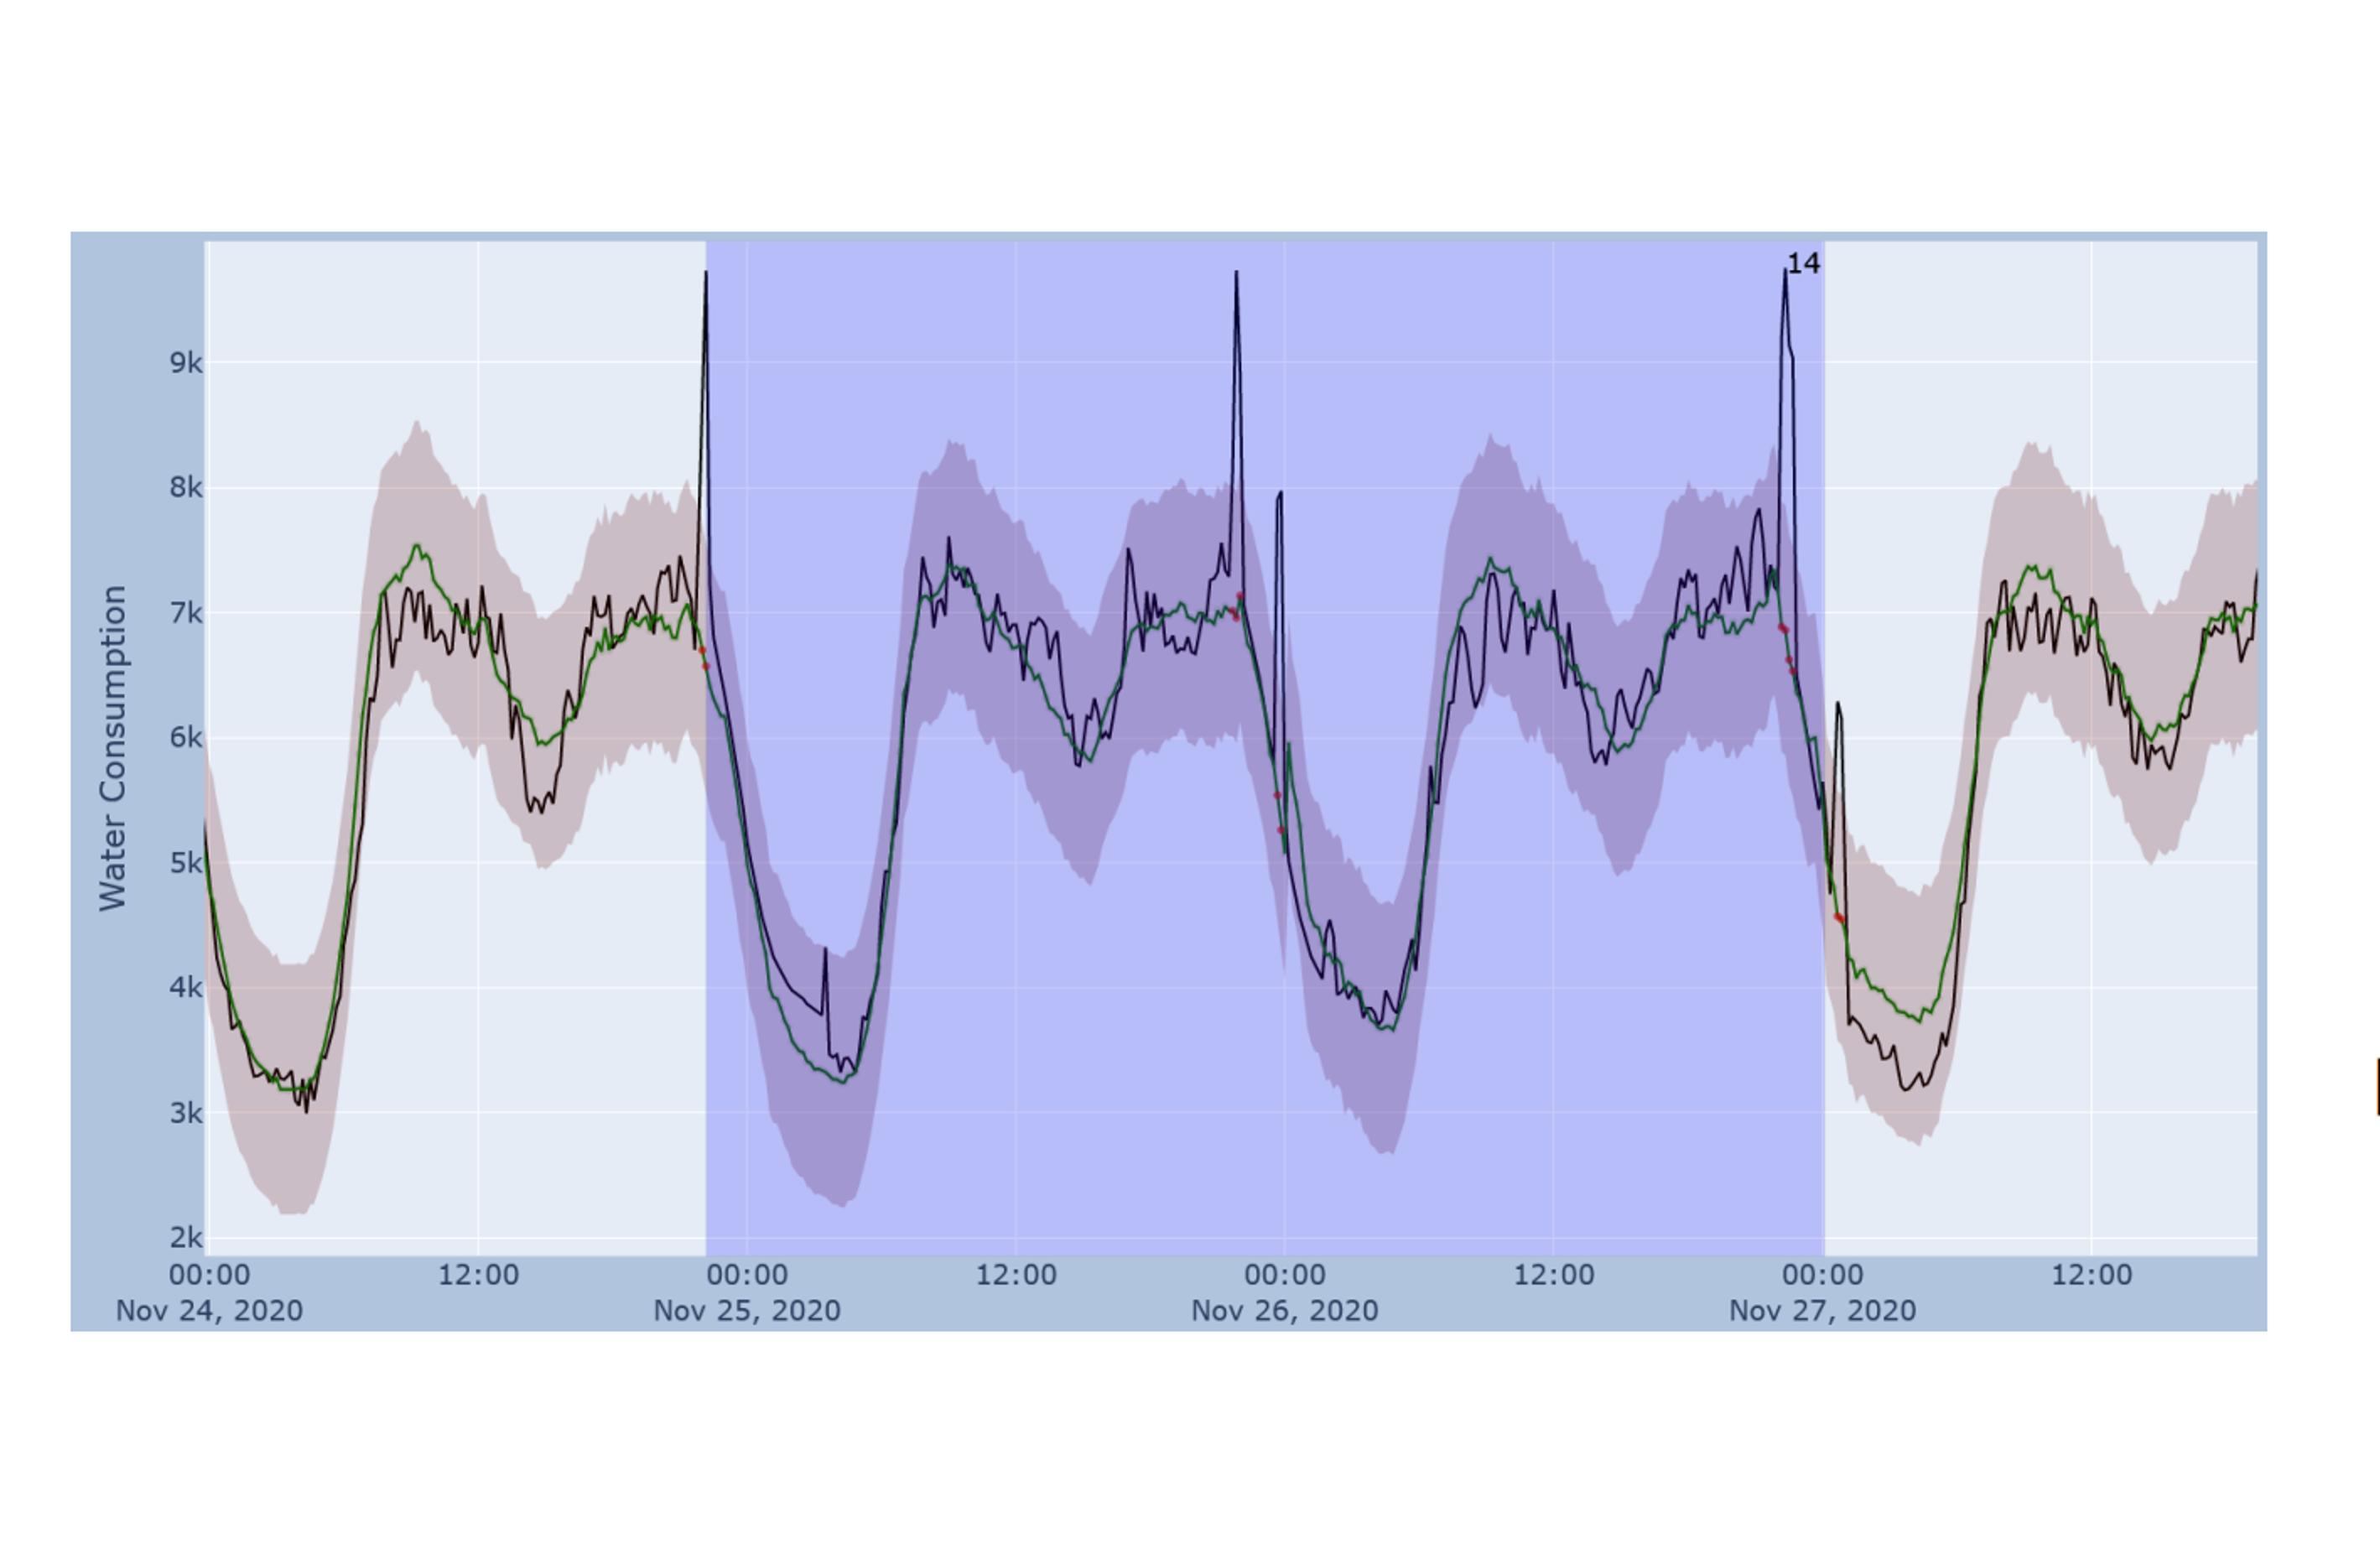 14
9k
8k
7k
6k
5k
4k
3k
2k
Water Consumption
00:00 12:00 00:00 12:00 00:00 12:00 00:00 12:00
Nov 24, 2020 Nov 25, 2020 Nov 26, 2020 Nov 27, 2020